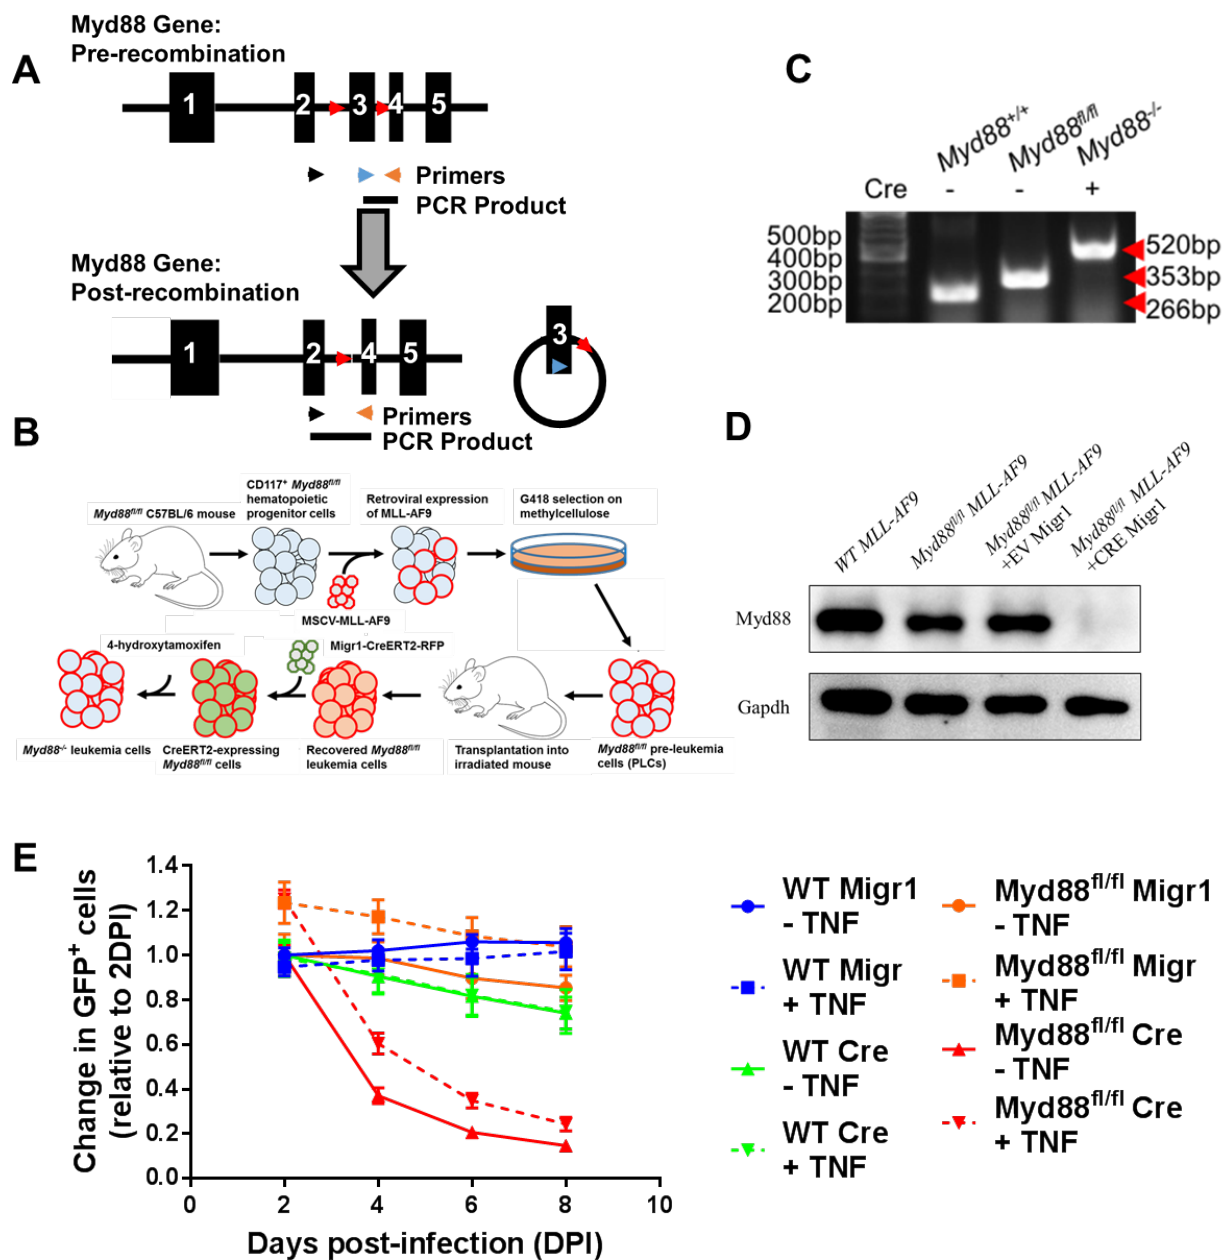 A
Myd88 Gene:
Pre-recombination
1
2
3
4
5
Primers
PCR Product
Myd88 Gene:
Post-recombination
1
2
4
5
3
Primers
PCR Product
B
Myd88fl/fl C57BL/6 mouse
CD117+ Myd88fl/fl
hematopoietic
progenitor cells
Retroviral expression
of MLL-AF9
G418 selection on
methylcellulose
MSCV-MLL-AF9
4-hydroxytamoxifen
Migr1-CreERT2-RFP
Myd88-/- leukemia cells
CreERT2-expressing
Myd88fl/fl cells
Recovered Myd88fl/fl
leukemia cells
Transplantation into
irradiated mouse
Myd88fl/fl pre-leukemia
cells (PLCs)
C
Myd88+/+
Myd88fl/fl
Myd88-/-
Cre - - +
500bp
400bp
300bp
200bp
520bp
353bp
266bp
D
WT MLL-AF9
Myd88fl/fl MLL-AF9
Myd88fl/fl MLL-AF9
+EV Migr1
Myd88fl/fl MLL-AF9
+CRE Migr1
Myd88
Gapdh
E
Change in GFP+ cells
(relative to 2DPI)
1.4
1.2
1.0
0.8
0.6
0.4
0.2
0.0
0 2 4 6 8 10
Days post-infection (DPI)
WT Migr1
- TNF
WT Migr
+ TNF
WT Cre
- TNF
WT Cre
+ TNF
Myd88fl/fl Migr1
- TNF
Myd88fl/fl Migr
+ TNF
Myd88fl/fl Cre
- TNF
Myd88fl/fl Cre
+ TNF